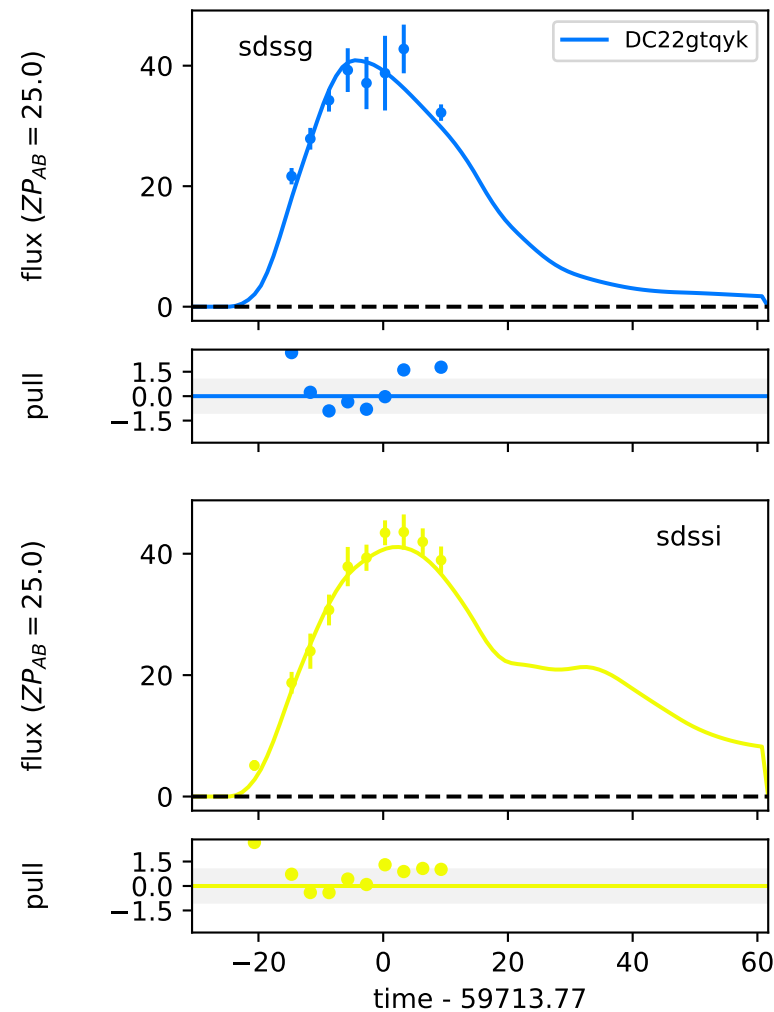 sdssg
DC22gtqyk
flux (ZP_AB = 25.0)
40
20
0
pull
1.5
0.0
−1.5
sdssi
flux (ZP_AB = 25.0)
40
20
0
pull
1.5
0.0
−1.5
−20 0 20 40 60
time - 59713.77